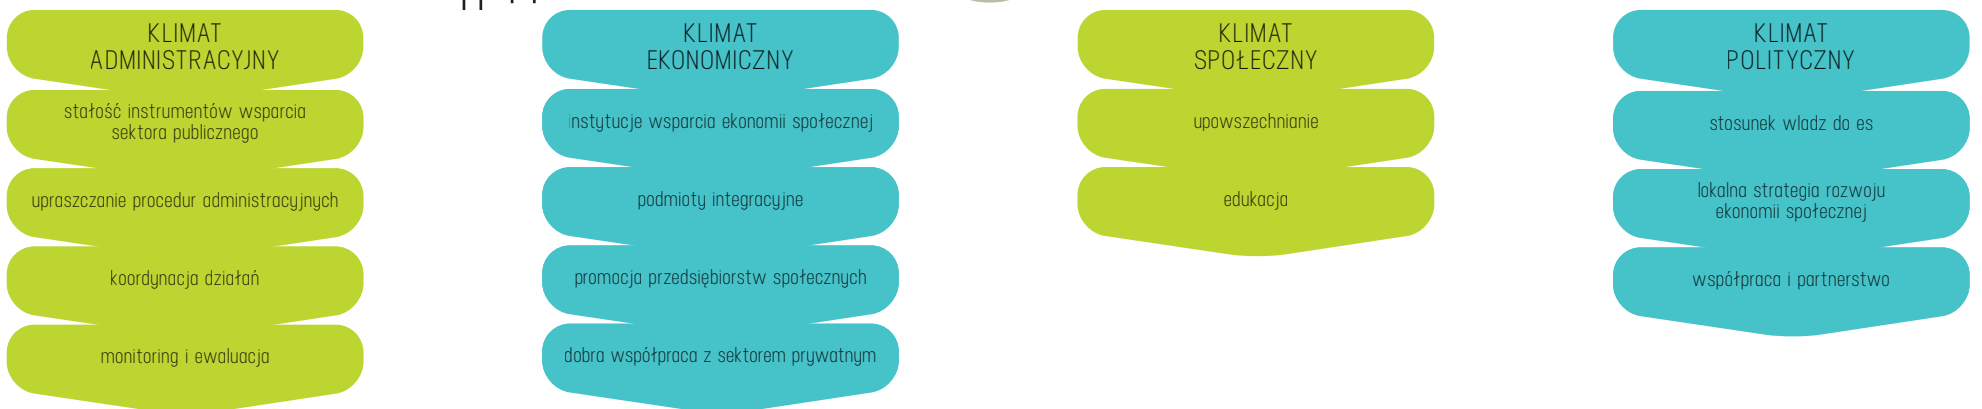 KLIMAT
ADMINISTRACYJNY
stałość instrumentów wsparcia
sektora publicznego
upraszczanie procedur administracyjnych
koordynacja działań
monitoring i ewaluacja
KLIMAT
EKONOMICZNY
instytucje wsparcia ekonomii społecznej
podmioty integracyjne
promocja przedsiębiorstw społecznych
dobra współpraca z sektorem prywatnym
KLIMAT
SPOŁECZNY
upowszechnianie
edukacja
KLIMAT
POLITYCZNY
stosunek wladz do es
lokalna strategia rozwoju
ekonomii społecznej
współpraca i partnerstwo